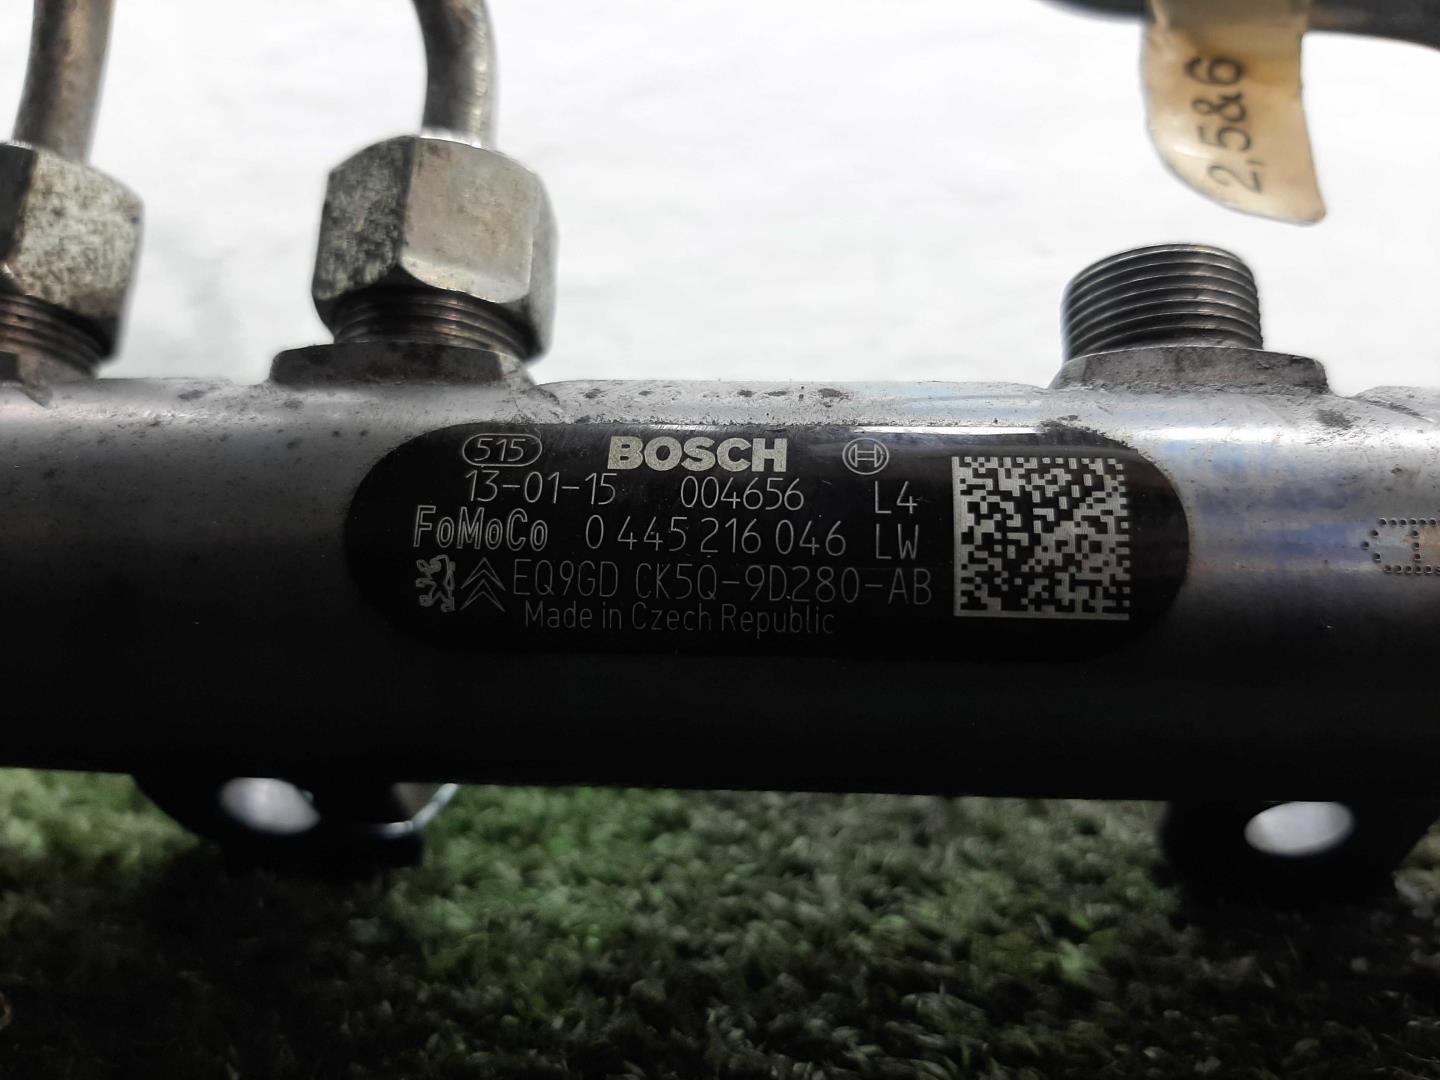 2,5&6
515 BOSCH
13-01-15 004656 L4
FoMoCo 0 445 216 046 LW
EQ9GD CK5Q-9D280-AB
Made in Czech Republic